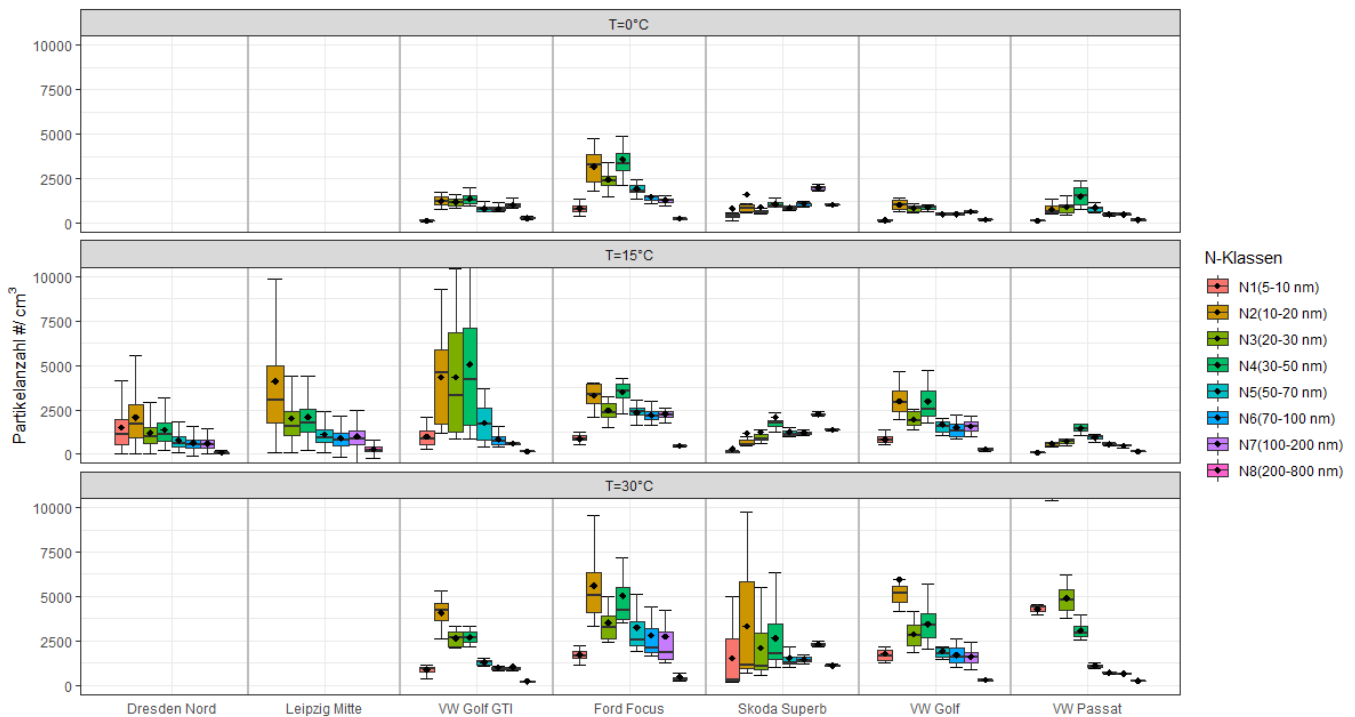 T=0°C
10000
7500
5000
2500
0
T=15°C
10000
7500
5000
2500
0
T=30°C
10000
7500
5000
2500
0
Partikelanzahl #/ cm³
Dresden Nord Leipzig Mitte VW Golf GTI Ford Focus Skoda Superb VW Golf VW Passat
N-Klassen
N1(5-10 nm)
N2(10-20 nm)
N3(20-30 nm)
N4(30-50 nm)
N5(50-70 nm)
N6(70-100 nm)
N7(100-200 nm)
N8(200-800 nm)